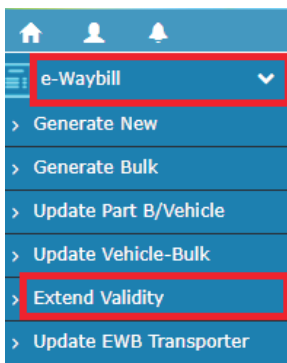 e-Waybill
> Generate New
> Generate Bulk
> Update Part B/Vehicle
> Update Vehicle-Bulk
> Extend Validity
> Update EWB Transporter